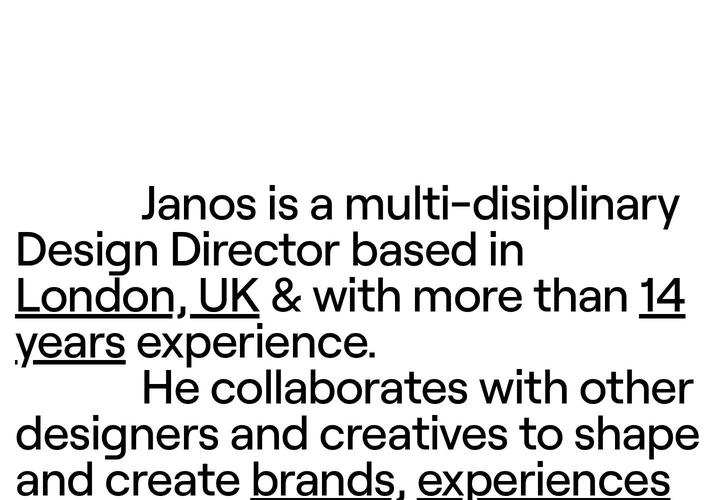 Janos is a multi-disiplinary
Design Director based in
London, UK & with more than 14
years experience.
He collaborates with other
designers and creatives to shape
and create brands, experiences